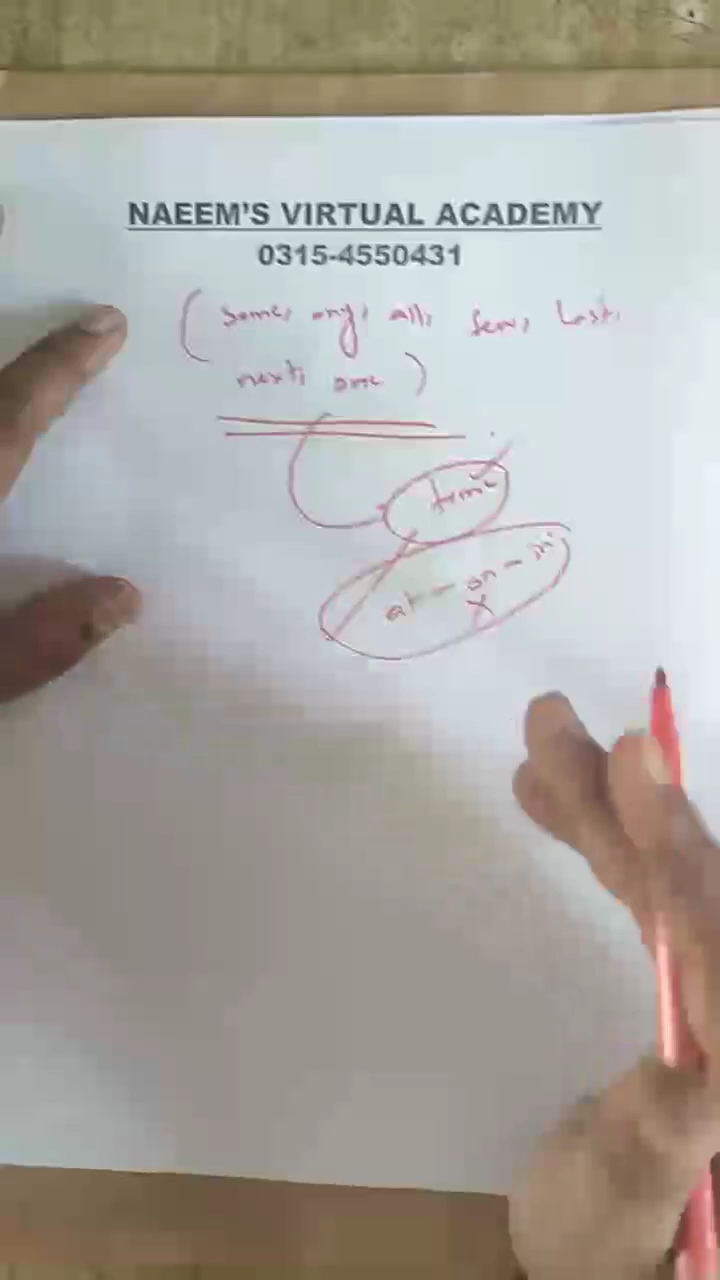 NAEEM'S VIRTUAL ACADEMY
0315-4550431
(some, any, all, few, last,
next, one)
time
at - on - in